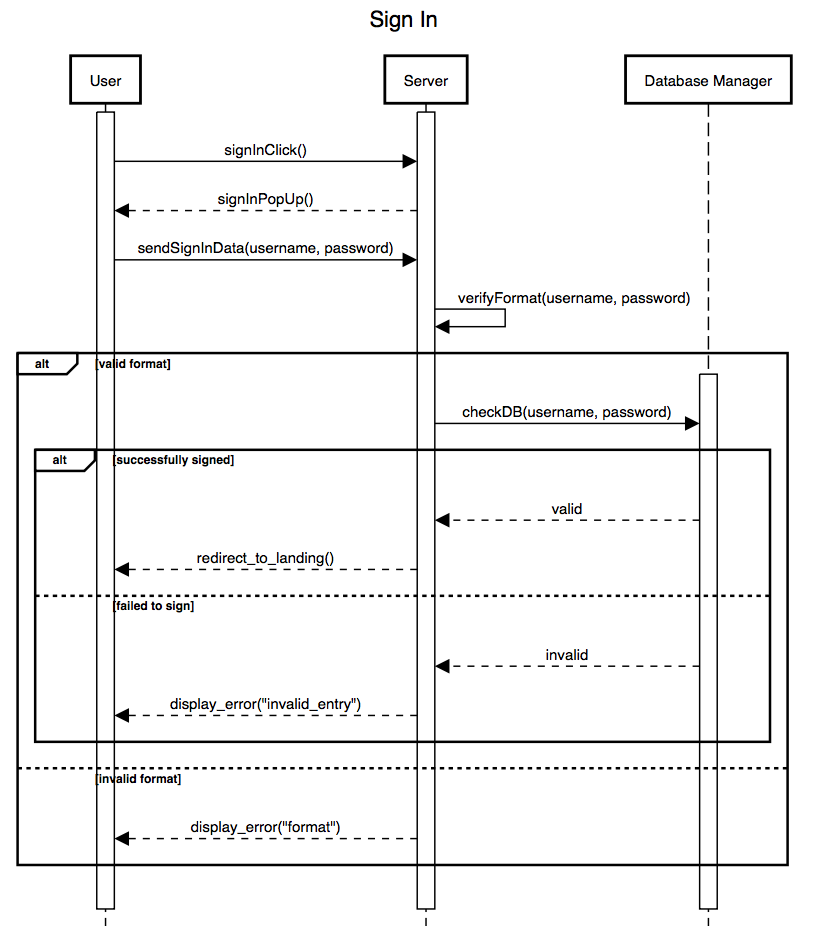 Sign In
User
Server
Database Manager
signInClick()
signInPopUp()
sendSignInData(username, password)
verifyFormat(username, password)
alt
[valid format]
checkDB(username, password)
alt
[successfully signed]
valid
redirect_to_landing()
[failed to sign]
invalid
display_error("invalid_entry")
[invalid format]
display_error("format")